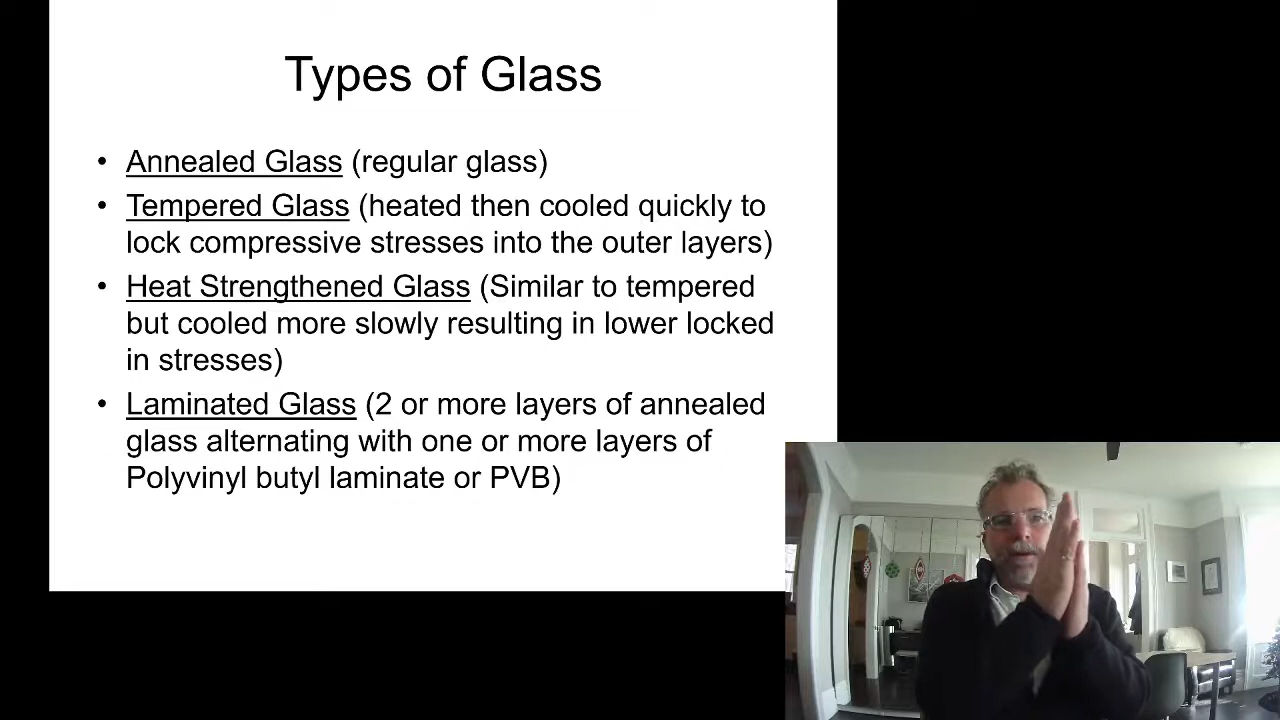 Types of Glass
• Annealed Glass (regular glass)
• Tempered Glass (heated then cooled quickly to
lock compressive stresses into the outer layers)
• Heat Strengthened Glass (Similar to tempered
but cooled more slowly resulting in lower locked
in stresses)
• Laminated Glass (2 or more layers of annealed
glass alternating with one or more layers of
Polyvinyl butyl laminate or PVB)